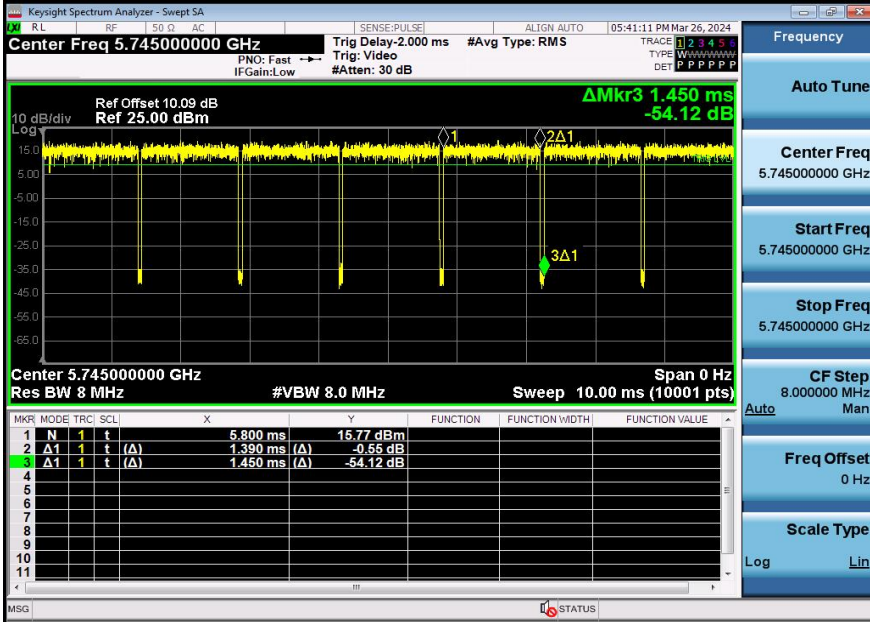 Keysight Spectrum Analyzer - Swept SA
RL RF 50 Ω AC SENSE:PULSE ALIGN AUTO 05:41:11 PM Mar 26, 2024
Center Freq 5.745000000 GHz
PNO: Fast
IFGain:Low
Trig Delay-2.000 ms
Trig: Video
#Atten: 30 dB
#Avg Type: RMS
TRACE 1 2 3 4 5 6
TYPE W
DET P P P P P P
Ref Offset 10.09 dB
Ref 25.00 dBm
10 dB/div
Log
ΔMkr3 1.450 ms
-54.12 dB
1
2Δ1
15.0
5.00
-5.00
-15.0
-25.0
3Δ1
-35.0
-45.0
-55.0
-65.0
Center 5.745000000 GHz
Span 0 Hz
Res BW 8 MHz
#VBW 8.0 MHz
Sweep 10.00 ms (10001 pts)
MKR MODE TRC SCL X Y FUNCTION FUNCTION WIDTH FUNCTION VALUE
1 N 1 t 5.800 ms 15.77 dBm
2 Δ1 1 t (Δ) 1.390 ms (Δ) -0.55 dB
3 Δ1 1 t (Δ) 1.450 ms (Δ) -54.12 dB
4
5
6
7
8
9
10
11
MSG
STATUS
Frequency
Auto Tune
Center Freq
5.745000000 GHz
Start Freq
5.745000000 GHz
Stop Freq
5.745000000 GHz
CF Step
8.000000 MHz
Auto Man
Freq Offset
0 Hz
Scale Type
Log Lin